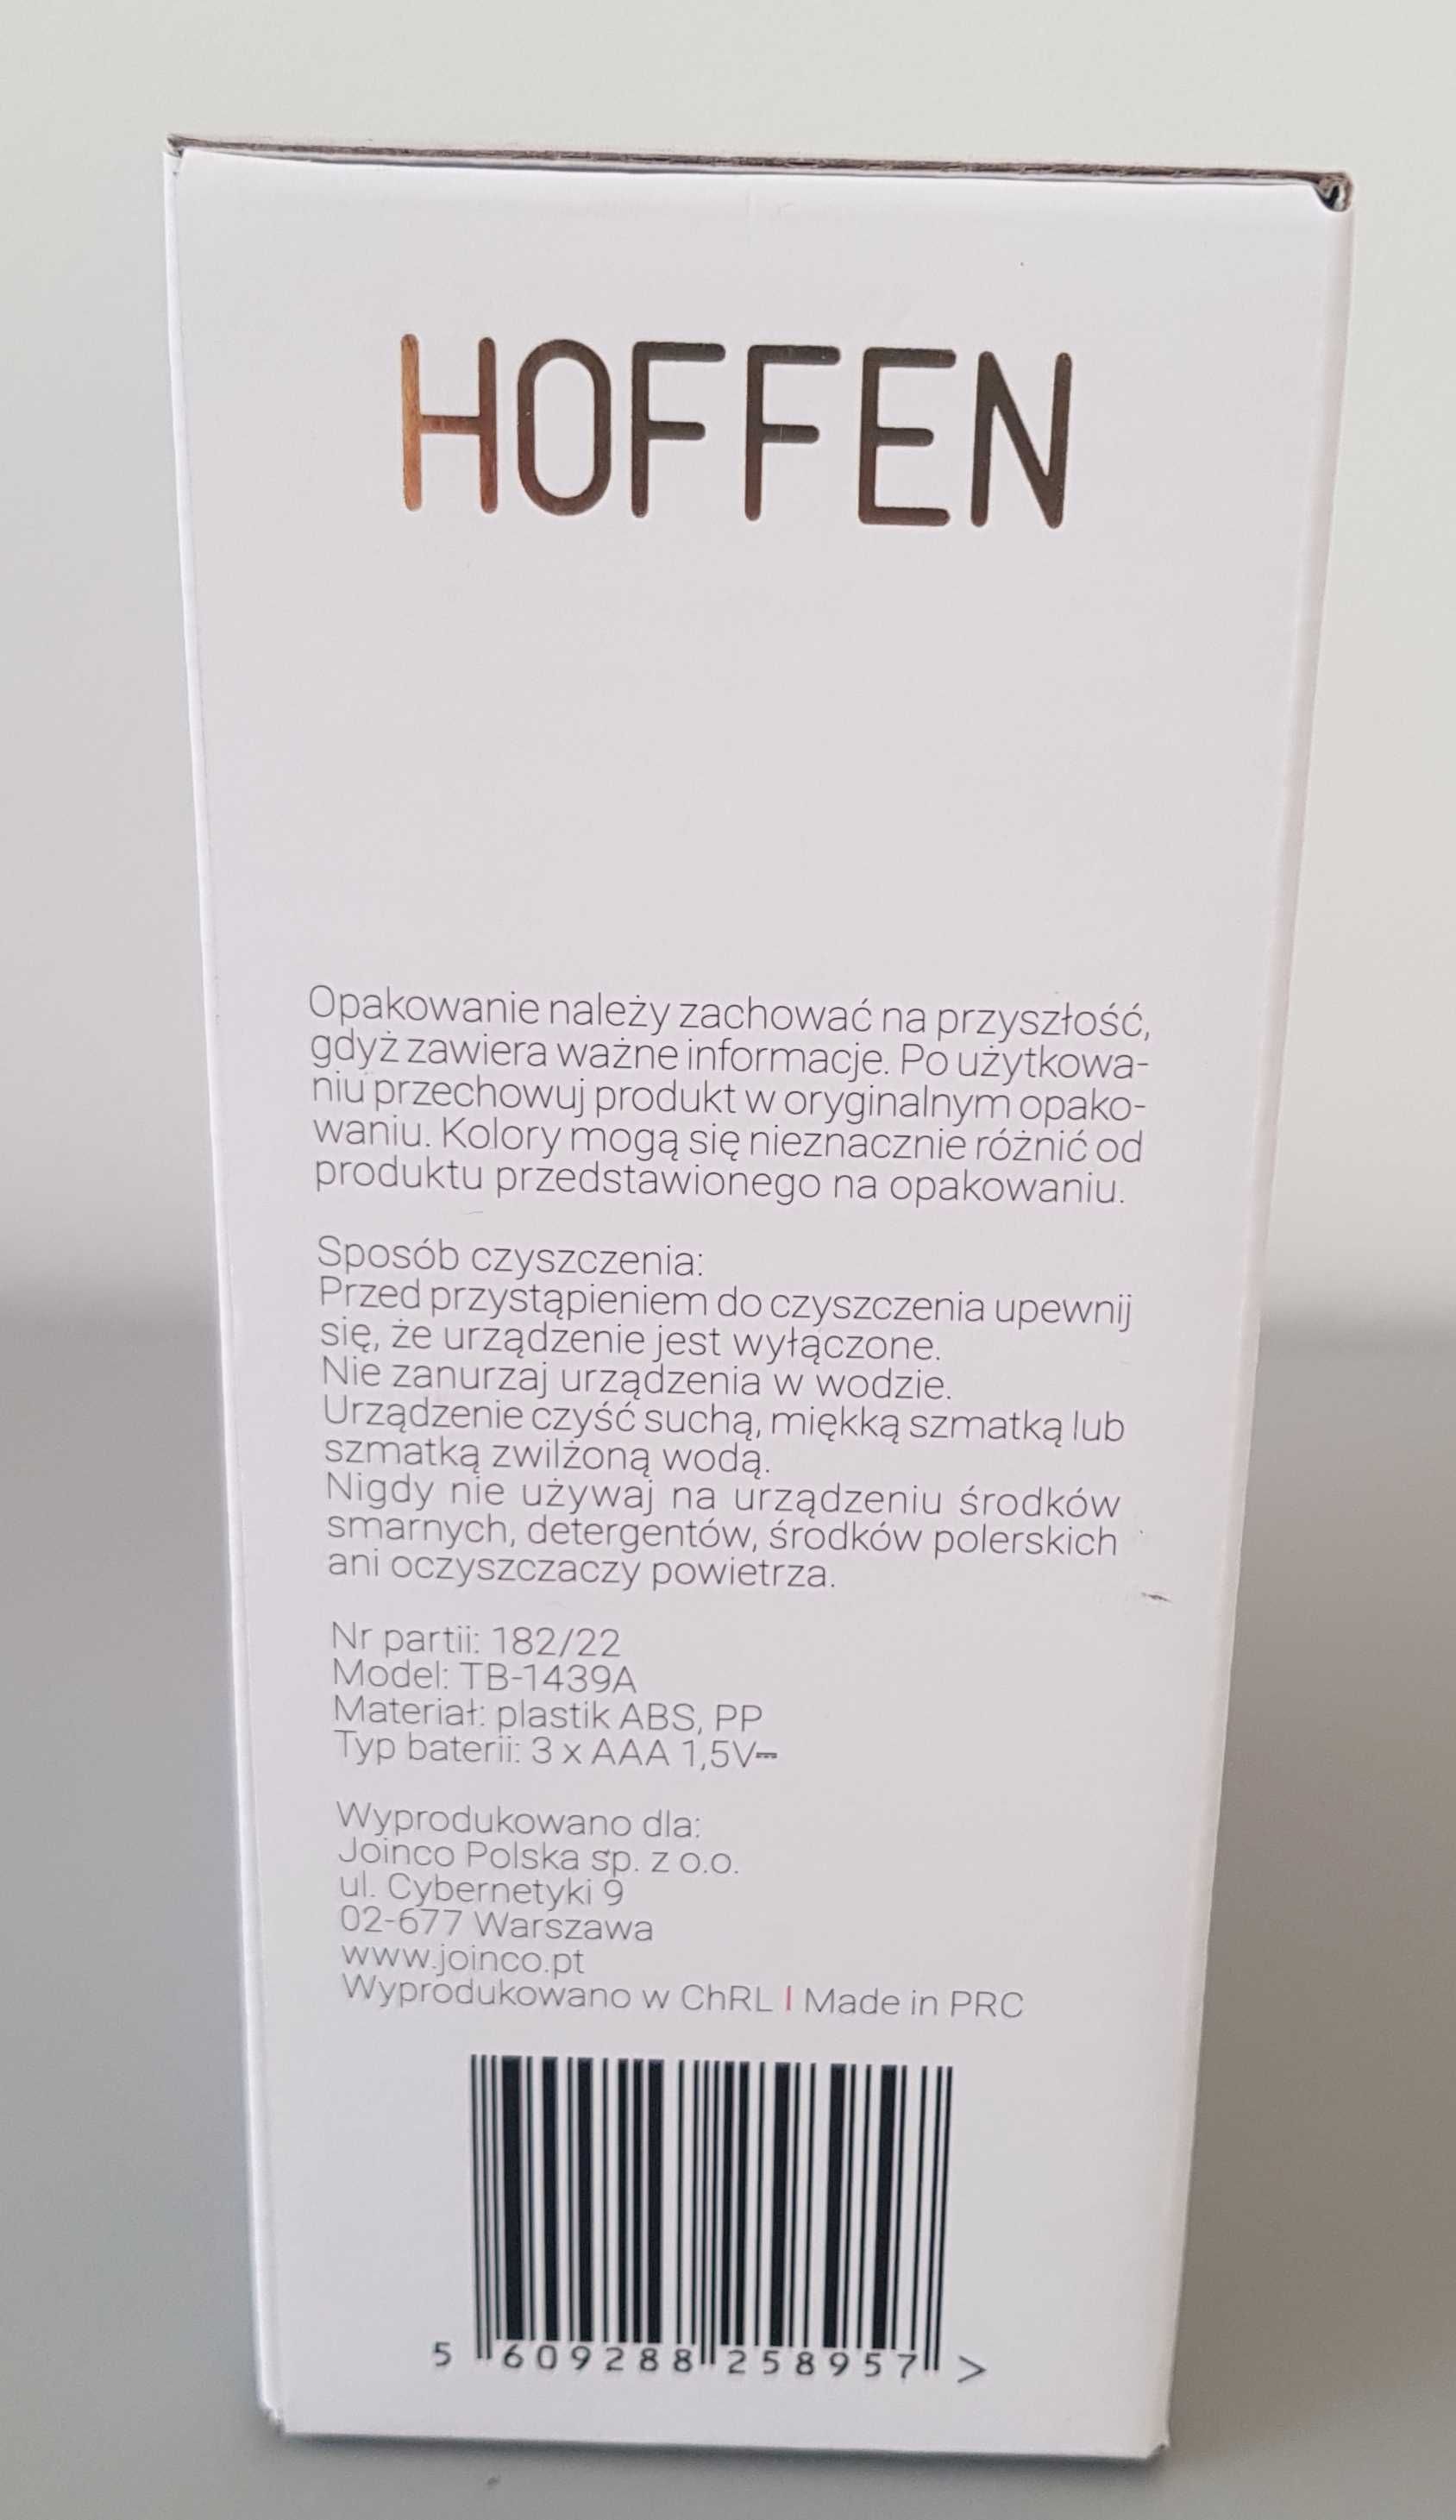 HOFFEN
Opakowanie należy zachować na przyszłość,
gdyż zawiera ważne informacje. Po użytkowa-
niu przechowuj produkt w oryginalnym opako-
waniu. Kolory mogą się nieznacznie różnić od
produktu przedstawionego na opakowaniu.
Sposób czyszczenia:
Przed przystąpieniem do czyszczenia upewnij
się, że urządzenie jest wyłączone.
Nie zanurzaj urządzenia w wodzie.
Urządzenie czyść suchą, miękką szmatką lub
szmatką zwilżoną wodą.
Nigdy nie używaj na urządzeniu środków
smarnych, detergentów, środków polerskich
ani oczyszczaczy powietrza.
Nr partii: 182/22
Model: TB-1439A
Materiał: plastik ABS, PP
Typ baterii: 3 x AAA 1,5V⎓
Wyprodukowano dla:
Joinco Polska sp. z o.o.
ul. Cybernetyki 9
02-677 Warszawa
www.joinco.pt
Wyprodukowano w ChRL | Made in PRC
5 609288 258957 >